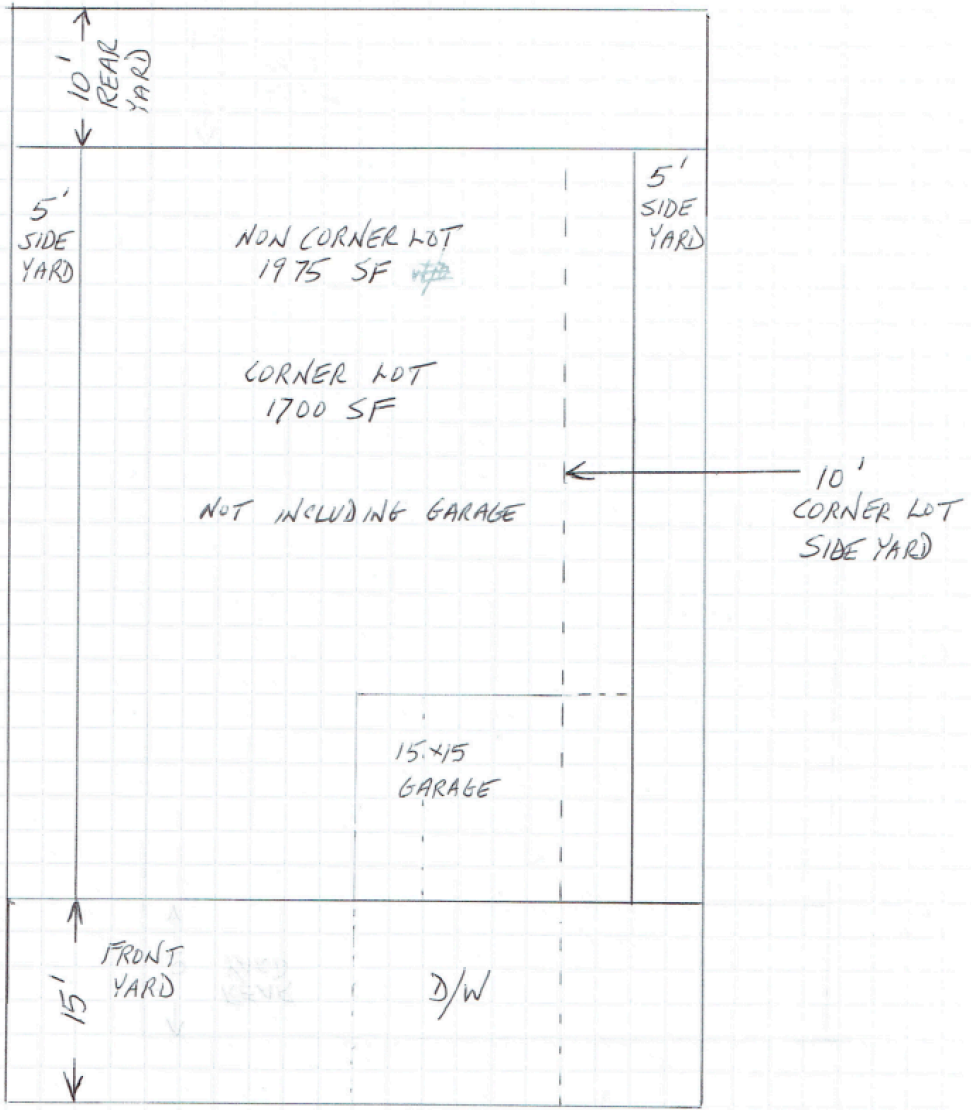 10'
REAR
YARD
5'
SIDE
YARD
5'
SIDE
YARD
NON CORNER LOT
1975 SF
CORNER LOT
1700 SF
NOT INCLUDING GARAGE
10'
CORNER LOT
SIDE YARD
15x15
GARAGE
FRONT
YARD
15'
D/W